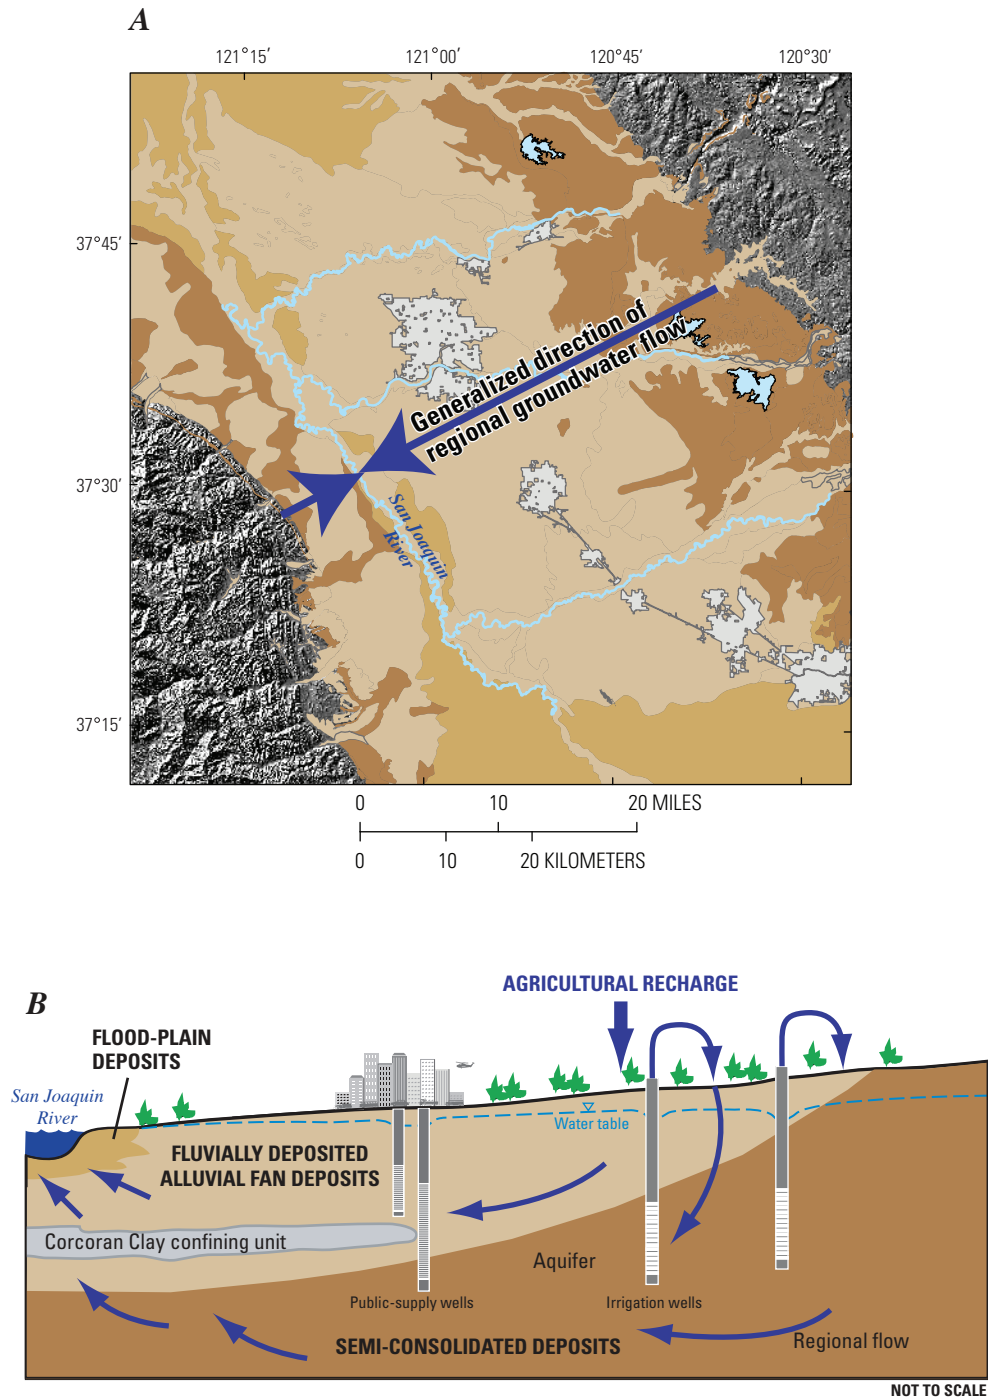 A
121°15′ 121°00′ 120°45′ 120°30′
37°45′
37°30′
37°15′
Generalized direction of
regional groundwater flow
San Joaquin
River
0 10 20 MILES
0 10 20 KILOMETERS
B
AGRICULTURAL RECHARGE
FLOOD-PLAIN
DEPOSITS
San Joaquin
River
Water table
FLUVIALLY DEPOSITED
ALLUVIAL FAN DEPOSITS
Corcoran Clay confining unit
Aquifer
Public-supply wells
Irrigation wells
SEMI-CONSOLIDATED DEPOSITS
Regional flow
NOT TO SCALE